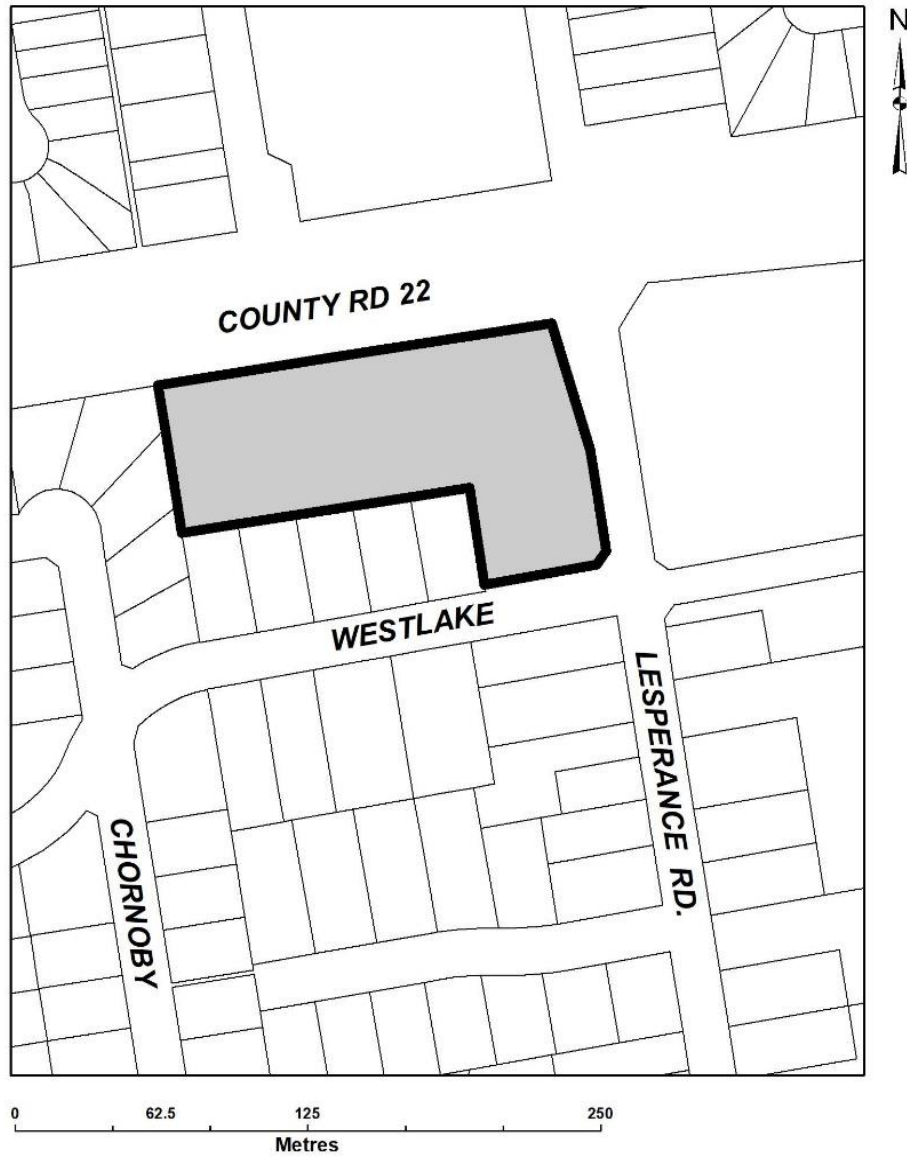 N
COUNTY RD 22
WESTLAKE
LESPERANCE RD.
CHORNOBY
0 62.5 125 250
Metres